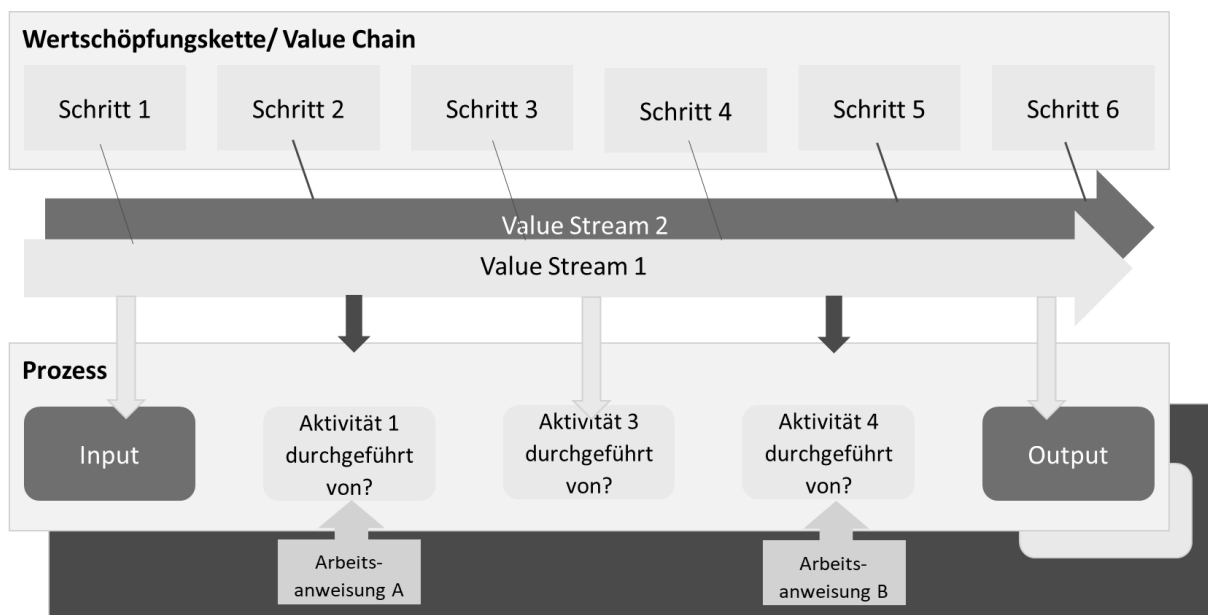 Wertschöpfungskette/ Value Chain
Schritt 1
Schritt 2
Schritt 3
Schritt 4
Schritt 5
Schritt 6
Value Stream 2
Value Stream 1
Prozess
Input
Aktivität 1
durchgeführt
von?
Aktivität 3
durchgeführt
von?
Aktivität 4
durchgeführt
von?
Output
Arbeits-
anweisung A
Arbeits-
anweisung B